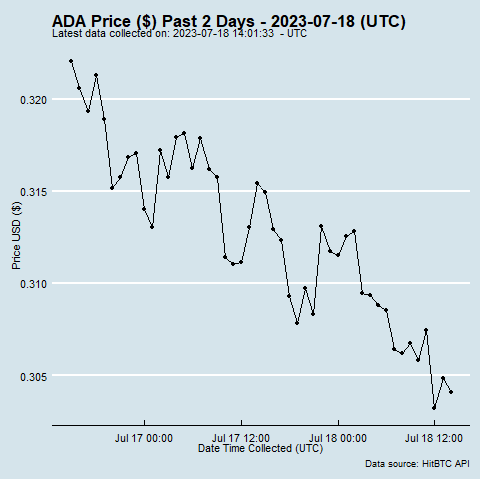 ADA Price ($) Past 2 Days - 2023-07-18 (UTC)
Latest data collected on: 2023-07-18 14:01:33 - UTC
0.320
0.315
0.310
0.305
Price USD ($)
Jul 17 00:00
Jul 17 12:00
Jul 18 00:00
Jul 18 12:00
Date Time Collected (UTC)
Data source: HitBTC API